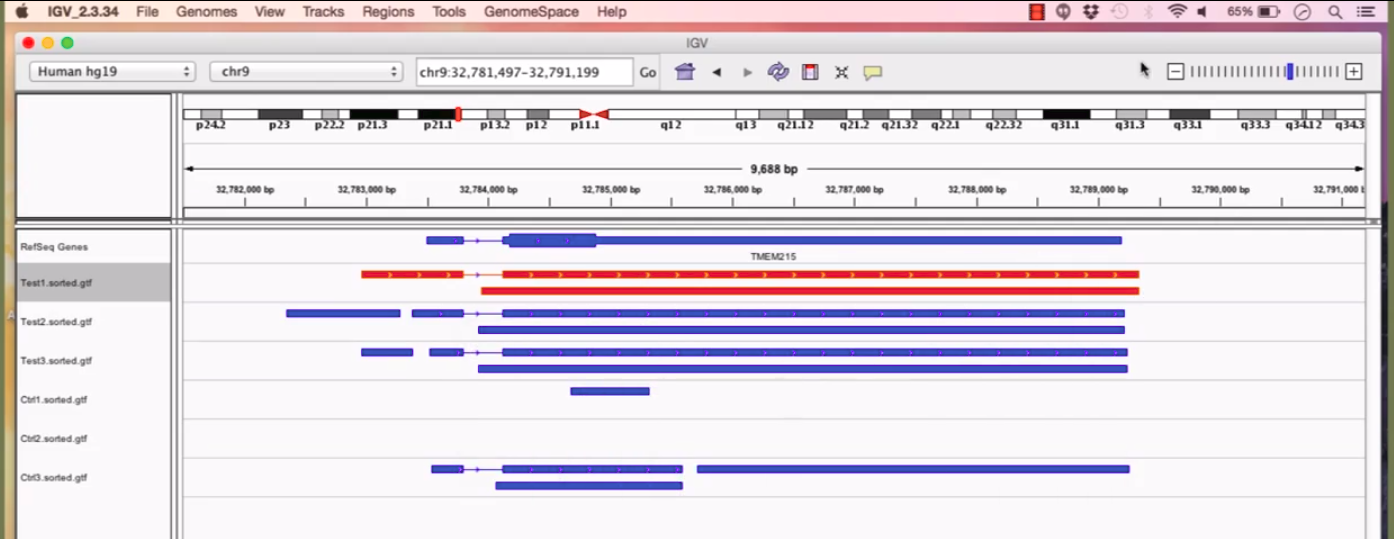 IGV_2.3.34 File Genomes View Tracks Regions Tools GenomeSpace Help 65%
IGV
Human hg19 chr9 chr9:32,781,497-32,791,199 Go
p24.2 p23 p22.2 p21.3 p21.1 p13.2 p12 p11.1 q12 q13 q21.12 q21.2 q21.32 q22.1 q22.32 q31.1 q31.3 q33.1 q33.3 q34.12 q34.3
9,688 bp
32,782,000 bp 32,783,000 bp 32,784,000 bp 32,785,000 bp 32,786,000 bp 32,787,000 bp 32,788,000 bp 32,789,000 bp 32,790,000 bp 32,791,000 b
RefSeq Genes
TMEM215
Test1.sorted.gtf
Test2.sorted.gtf
Test3.sorted.gtf
Ctrl1.sorted.gtf
Ctrl2.sorted.gtf
Ctrl3.sorted.gtf